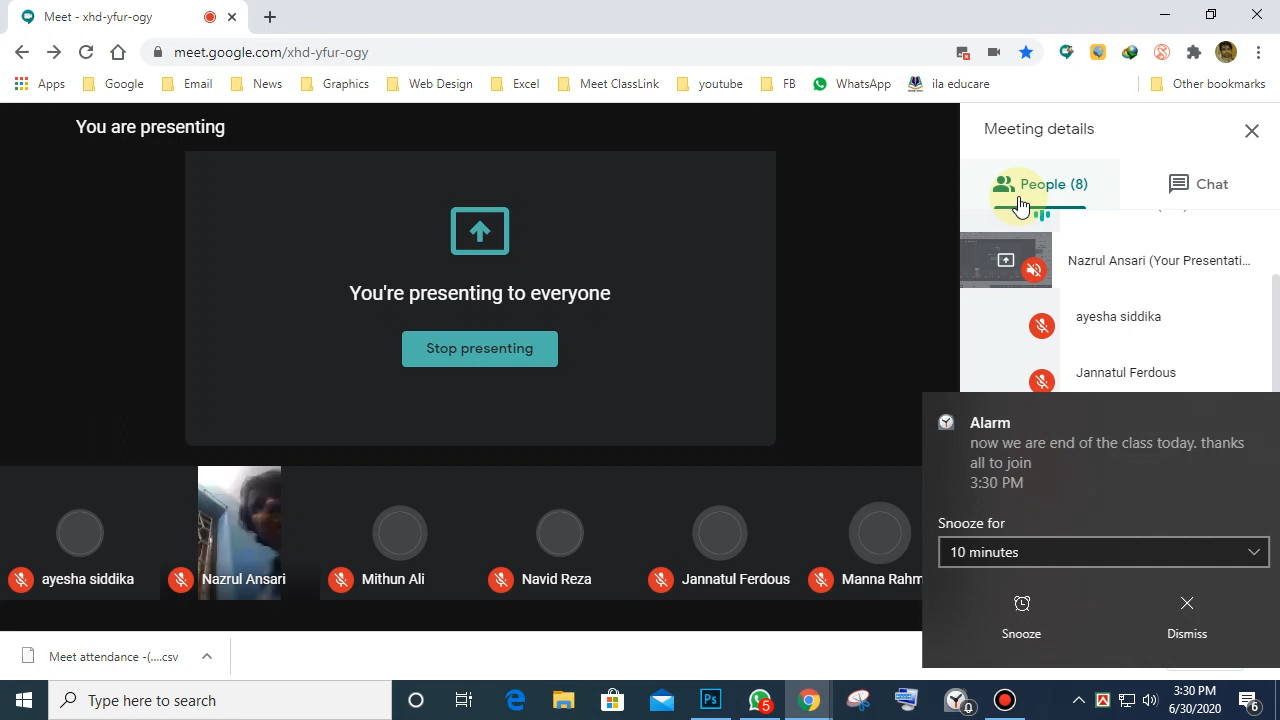 Meet - xhd-yfur-ogy
meet.google.com/xhd-yfur-ogy
Apps
Google
Email
News
Graphics
Web Design
Excel
Meet ClassLink
youtube
FB
WhatsApp
ila educare
Other bookmarks
You are presenting
You're presenting to everyone
Stop presenting
Meeting details
People (8)
Chat
Nazrul Ansari (Your Presentati...
ayesha siddika
Jannatul Ferdous
Alarm
now we are end of the class today. thanks
all to join
3:30 PM
Snooze for
10 minutes
Snooze
Dismiss
ayesha siddika
Nazrul Ansari
Mithun Ali
Navid Reza
Jannatul Ferdous
Manna Rahm
Meet attendance -(....csv
Type here to search
Ps
5
0
3:30 PM
6/30/2020
6